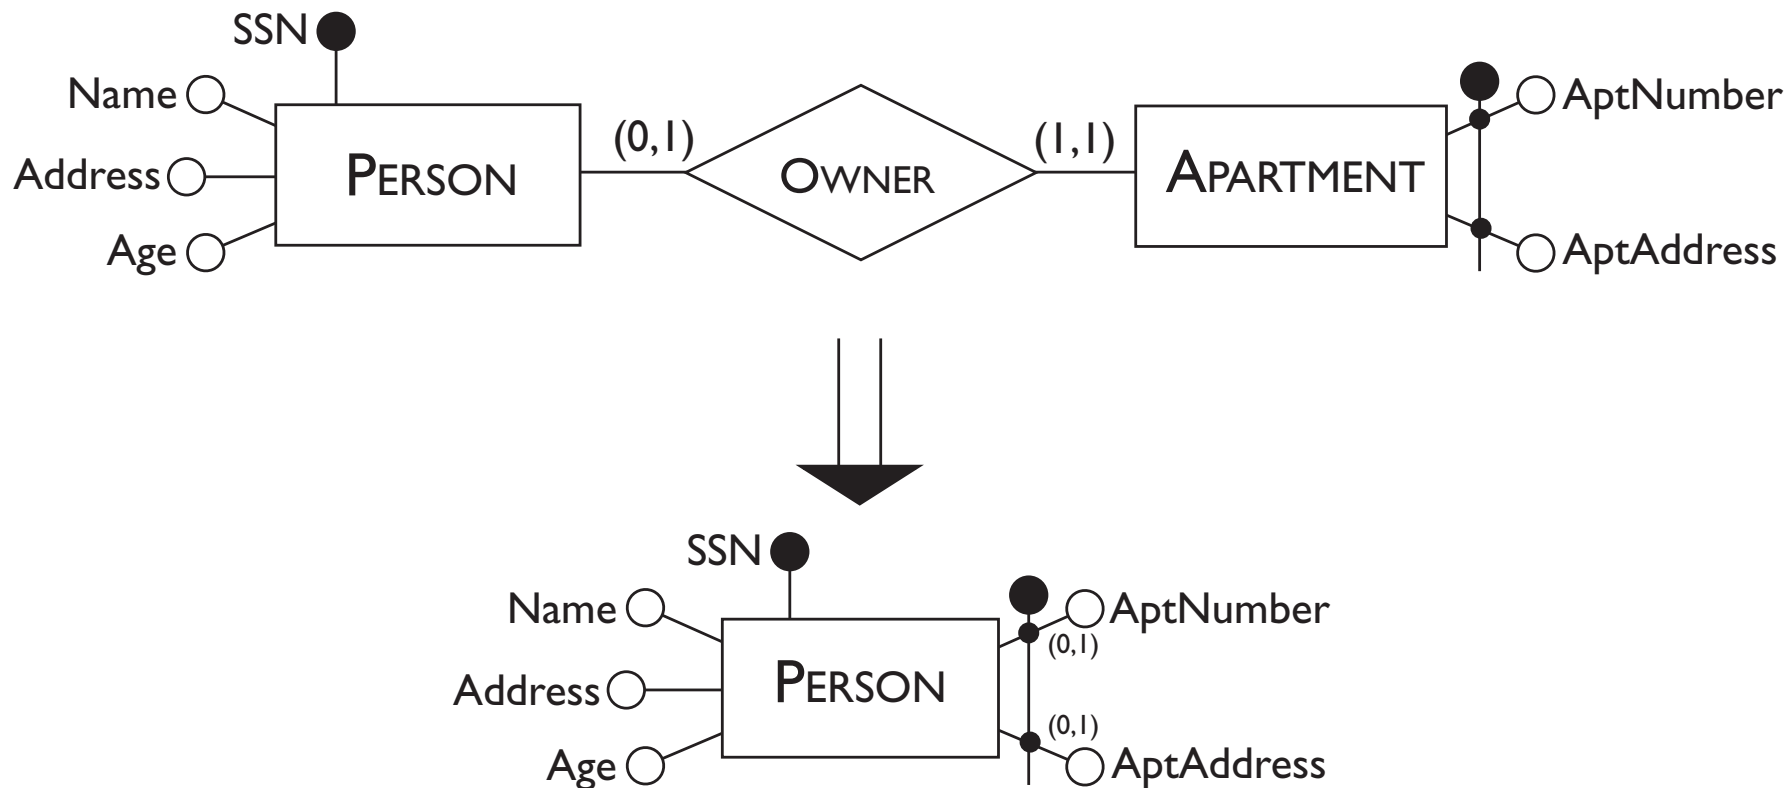 SSN
Name
AptNumber
(0,1)
(1,1)
Address
PERSON
OWNER
APARTMENT
Age
AptAddress
SSN
Name
AptNumber
(0,1)
Address
PERSON
(0,1)
Age
AptAddress